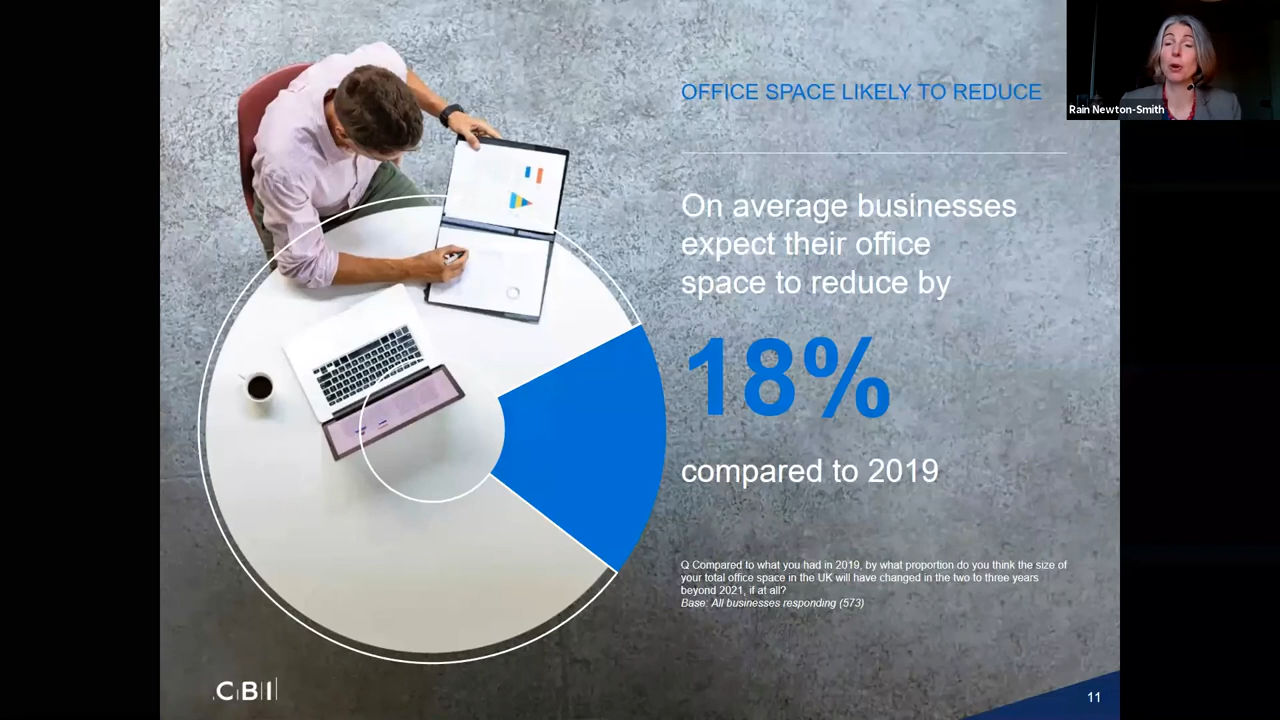 OFFICE SPACE LIKELY TO REDUCE
Rain Newton-Smith
On average businesses
expect their office
space to reduce by
18%
compared to 2019
Q Compared to what you had in 2019, by what proportion do you think the size of
your total office space in the UK will have changed in the two to three years
beyond 2021, if at all?
Base: All businesses responding (573)
CBI
11